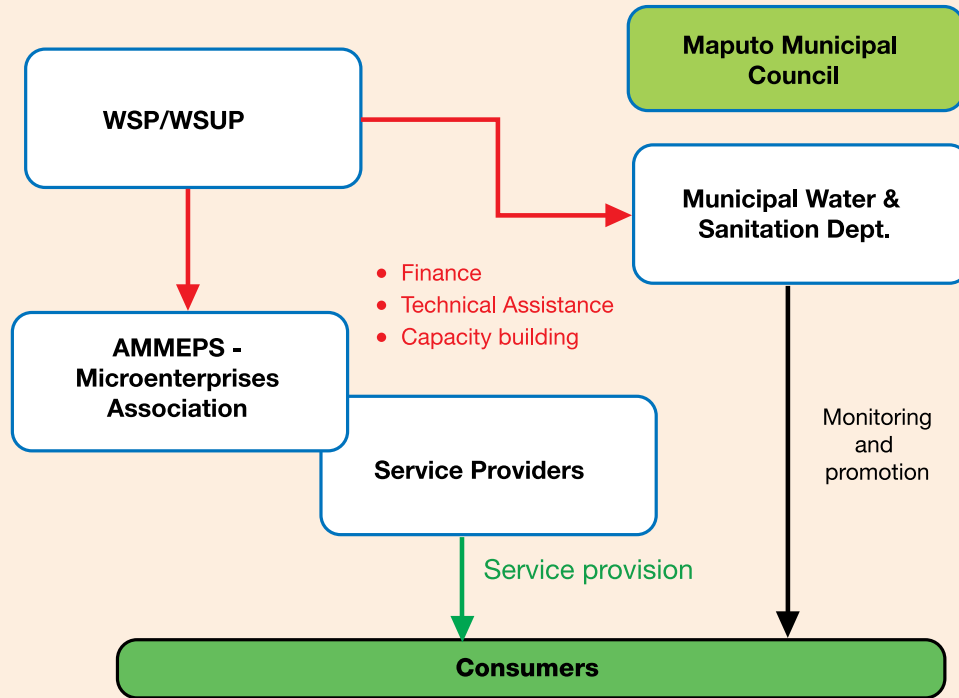 Maputo Municipal
Council
WSP/WSUP
Municipal Water &
Sanitation Dept.
• Finance
• Technical Assistance
• Capacity building
AMMEPS -
Microenterprises
Association
Service Providers
Monitoring
and
promotion
Service provision
Consumers